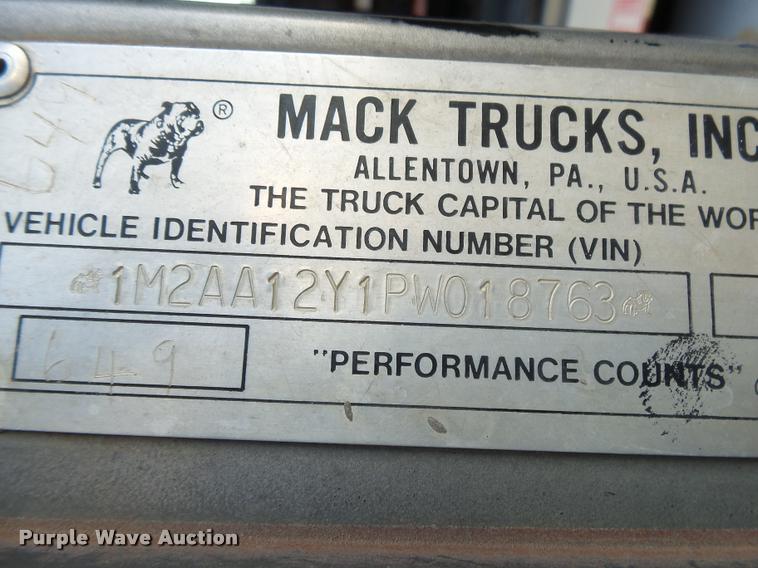 649
®
MACK TRUCKS, INC
ALLENTOWN, PA., U.S.A.
THE TRUCK CAPITAL OF THE WOR
VEHICLE IDENTIFICATION NUMBER (VIN)
1M2AA12Y1PW018763
649
"PERFORMANCE COUNTS"
Purple Wave Auction